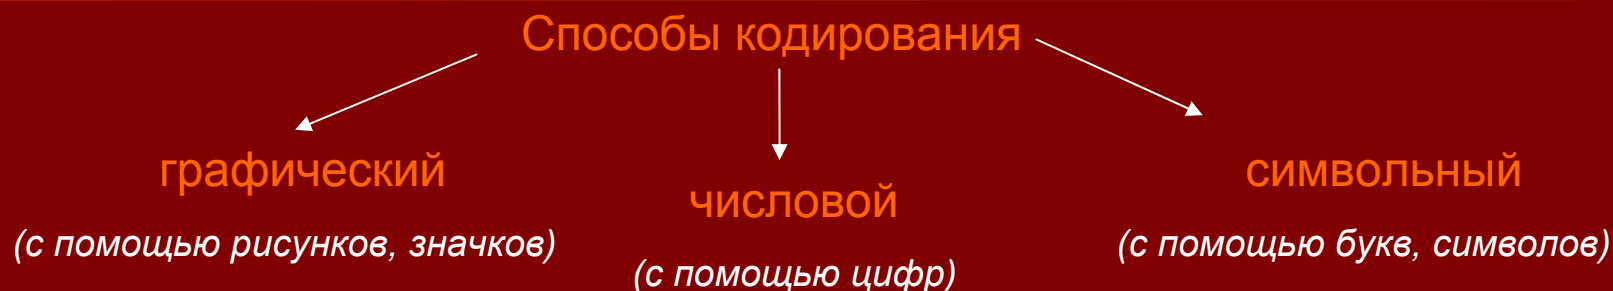 Способы кодирования
графический
(с помощью рисунков, значков)
числовой
(с помощью цифр)
символьный
(с помощью букв, символов)